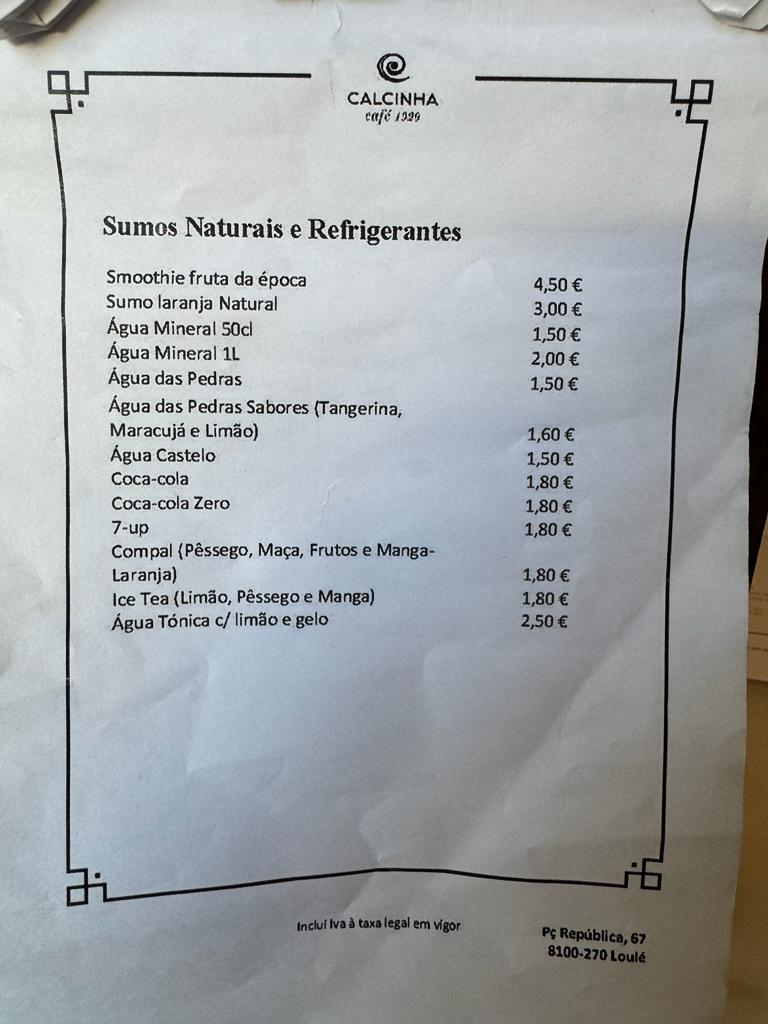 CALCINHA
café 1929
Sumos Naturais e Refrigerantes
Smoothie fruta da época 4,50 €
Sumo laranja Natural 3,00 €
Água Mineral 50cl 1,50 €
Água Mineral 1L 2,00 €
Água das Pedras 1,50 €
Água das Pedras Sabores (Tangerina,
Maracujá e Limão) 1,60 €
Água Castelo 1,50 €
Coca-cola 1,80 €
Coca-cola Zero 1,80 €
7-up 1,80 €
Compal (Pêssego, Maça, Frutos e Manga-
Laranja) 1,80 €
Ice Tea (Limão, Pêssego e Manga) 1,80 €
Água Tónica c/ limão e gelo 2,50 €
Incluí Iva à taxa legal em vigor
Pç República, 67
8100-270 Loulé